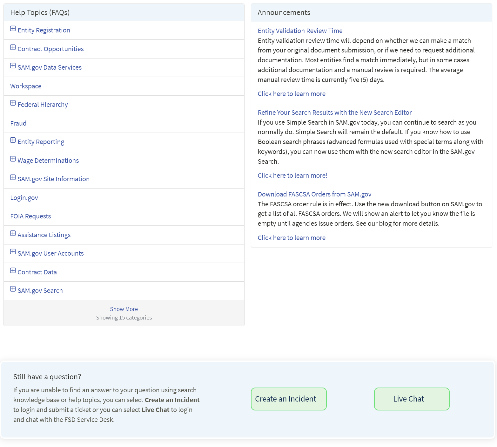 Help Topics (FAQs)
Entity Registration
Contract Opportunities
SAM.gov Data Services
Workspace
Federal Hierarchy
Fraud
Entity Reporting
Wage Determinations
SAM.gov Site Information
Login.gov
FOIA Requests
Assistance Listings
SAM.gov User Accounts
Contract Data
SAM.gov Search
Show More
Showing 15 categories
Announcements
Entity Validation Review Time
Entity validation review time will depend on whether we can make a match
from your original document submission, or if we need to request additional
documentation. Most entities find a match immediately, but in some cases
additional documentation and a manual review is required. The average
manual review time is currently five (5) days.
Click here to learn more
Refine Your Search Results with the New Search Editor
If you use Simple Search in SAM.gov today, you can continue to search as you
normally do. Simple Search will remain the default. If you know how to use
Boolean search phrases (advanced formulas used with special terms along with
keywords), you can now use them with the new search editor in the SAM.gov
Search.
Click here to learn more!
Download FASCSA Orders from SAM.gov
The FASCSA order rule is in effect. Use the new download button on SAM.gov to
get a list of all FASCSA orders. We will show an alert to let you know the file is
empty until agencies issue orders. See our blog for more details.
Click here to learn more
Still have a question?
If you are unable to find an answer to your question using search
knowledge base or help topics, you can select Create an Incident
to login and submit a ticket or you can select Live Chat to login
and chat with the FSD Service Desk.
Create an Incident
Live Chat